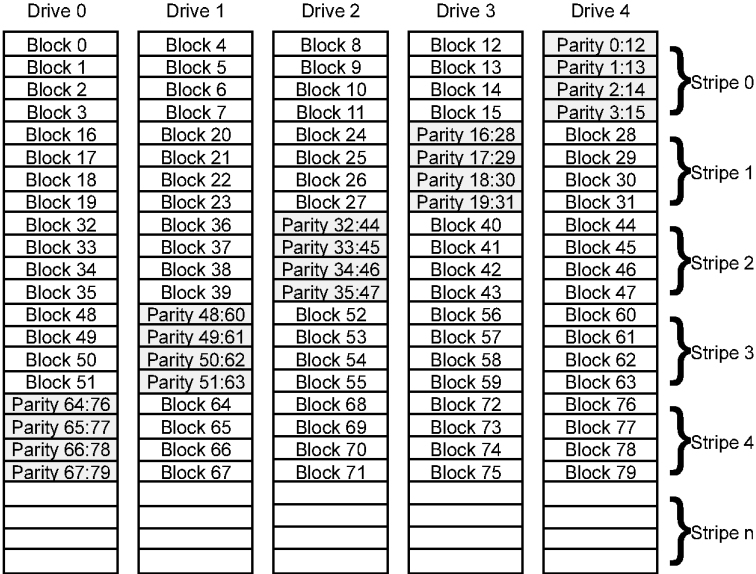 Drive 0 Drive 1 Drive 2 Drive 3 Drive 4
Block 0 Block 4 Block 8 Block 12 Parity 0:12
Block 1 Block 5 Block 9 Block 13 Parity 1:13
Stripe 0
Block 2 Block 6 Block 10 Block 14 Parity 2:14
Block 3 Block 7 Block 11 Block 15 Parity 3:15
Block 16 Block 20 Block 24 Parity 16:28 Block 28
Block 17 Block 21 Block 25 Parity 17:29 Block 29
Stripe 1
Block 18 Block 22 Block 26 Parity 18:30 Block 30
Block 19 Block 23 Block 27 Parity 19:31 Block 31
Block 32 Block 36 Parity 32:44 Block 40 Block 44
Block 33 Block 37 Parity 33:45 Block 41 Block 45
Stripe 2
Block 34 Block 38 Parity 34:46 Block 42 Block 46
Block 35 Block 39 Parity 35:47 Block 43 Block 47
Block 48 Parity 48:60 Block 52 Block 56 Block 60
Block 49 Parity 49:61 Block 53 Block 57 Block 61
Stripe 3
Block 50 Parity 50:62 Block 54 Block 58 Block 62
Block 51 Parity 51:63 Block 55 Block 59 Block 63
Parity 64:76 Block 64 Block 68 Block 72 Block 76
Parity 65:77 Block 65 Block 69 Block 73 Block 77
Stripe 4
Parity 66:78 Block 66 Block 70 Block 74 Block 78
Parity 67:79 Block 67 Block 71 Block 75 Block 79
Stripe n